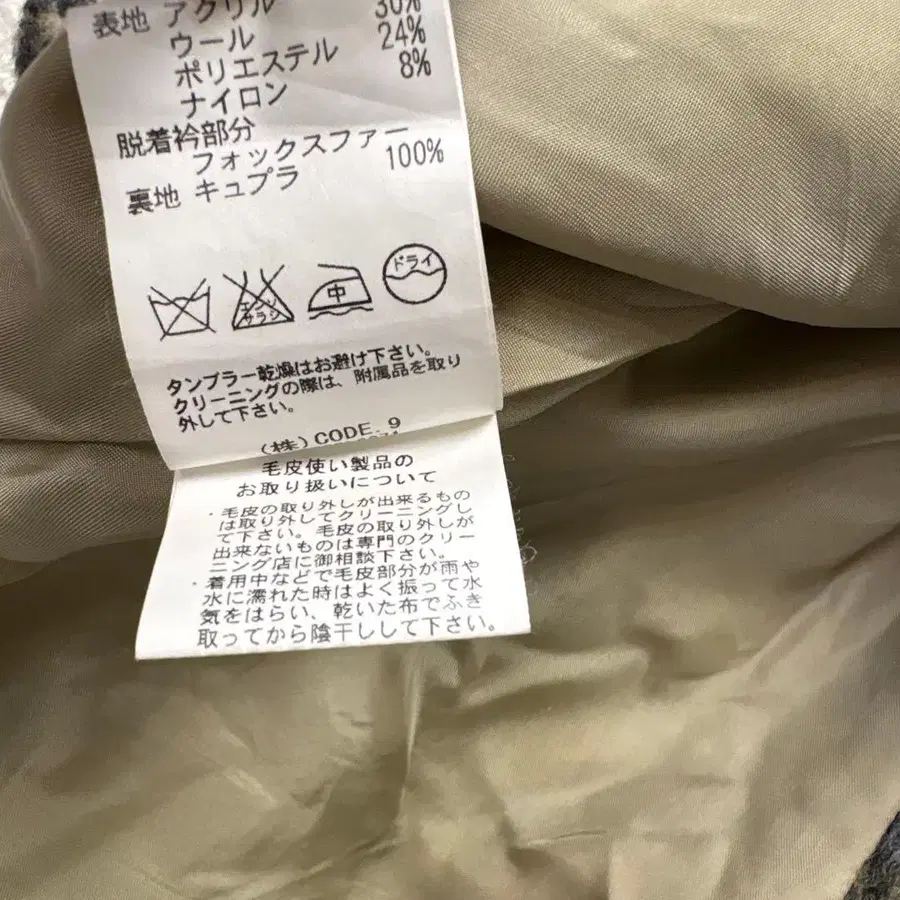 表地 アクリル
ウール 30%
ポリエステル 24%
ナイロン 8%
脱着衿部分
フォックスファー
裏地 キュプラ 100%
エンソ
サラシ
中
ドライ
タンブラー乾燥はお避け下さい。
クリーニングの際は、附属品を取り
外して下さい。
(株)CODE.9
毛皮使い製品の
お取り扱いについて
・毛皮の取り外しが出来るもの
は取り外してクリーニングし
て下さい。毛皮の取り外しが
出来ないものは専門のクリー
ニング店に御相談下さい。
・着用中などで毛皮部分が雨や
水に濡れた時はよく振って水
気をはらい、乾いた布でふき
取ってから陰干しして下さい。